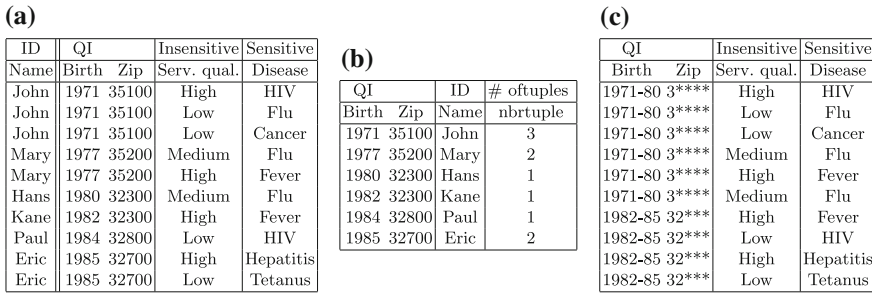 (a)
ID QI Insensitive Sensitive
Name Birth Zip Serv. qual. Disease
John 1971 35100 High HIV
John 1971 35100 Low Flu
John 1971 35100 Low Cancer
Mary 1977 35200 Medium Flu
Mary 1977 35200 High Fever
Hans 1980 32300 Medium Flu
Kane 1982 32300 High Fever
Paul 1984 32800 Low HIV
Eric 1985 32700 High Hepatitis
Eric 1985 32700 Low Tetanus
(b)
QI ID # oftuples
Birth Zip Name nbrtuple
1971 35100 John 3
1977 35200 Mary 2
1980 32300 Hans 1
1982 32300 Kane 1
1984 32800 Paul 1
1985 32700 Eric 2
(c)
QI Insensitive Sensitive
Birth Zip Serv. qual. Disease
1971-80 3**** High HIV
1971-80 3**** Low Flu
1971-80 3**** Low Cancer
1971-80 3**** Medium Flu
1971-80 3**** High Fever
1971-80 3**** Medium Flu
1982-85 32*** High Fever
1982-85 32*** Low HIV
1982-85 32*** High Hepatitis
1982-85 32*** Low Tetanus